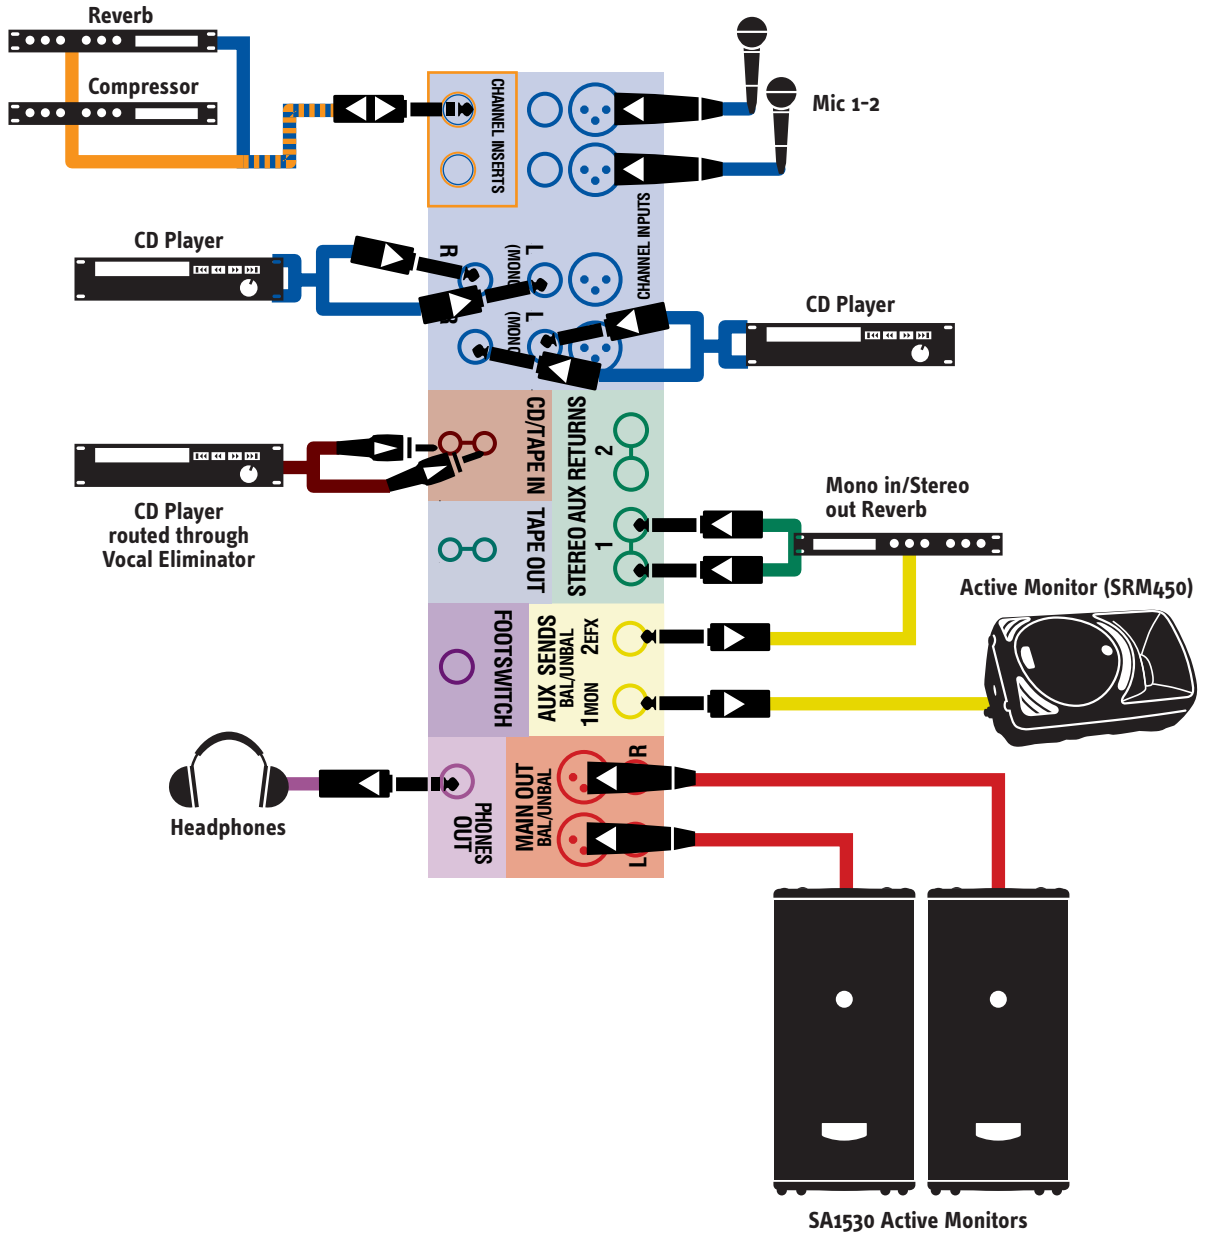 Reverb
Compressor
CHANNEL INSERTS
Mic 1-2
CHANNEL INPUTS
CD Player
R
L
(MONO
CD Player
L
(MONO
CD/TAPE IN
STEREO AUX RETURNS
2
1
CD Player
routed through
Vocal Eliminator
TAPE OUT
Mono in/Stereo
out Reverb
Active Monitor (SRM450)
FOOTSWITCH
AUX SENDS
BAL/UNBAL
2EFX
1MON
Headphones
PHONES
OUT
MAIN OUT
BAL/UNBAL
R
L
SA1530 Active Monitors